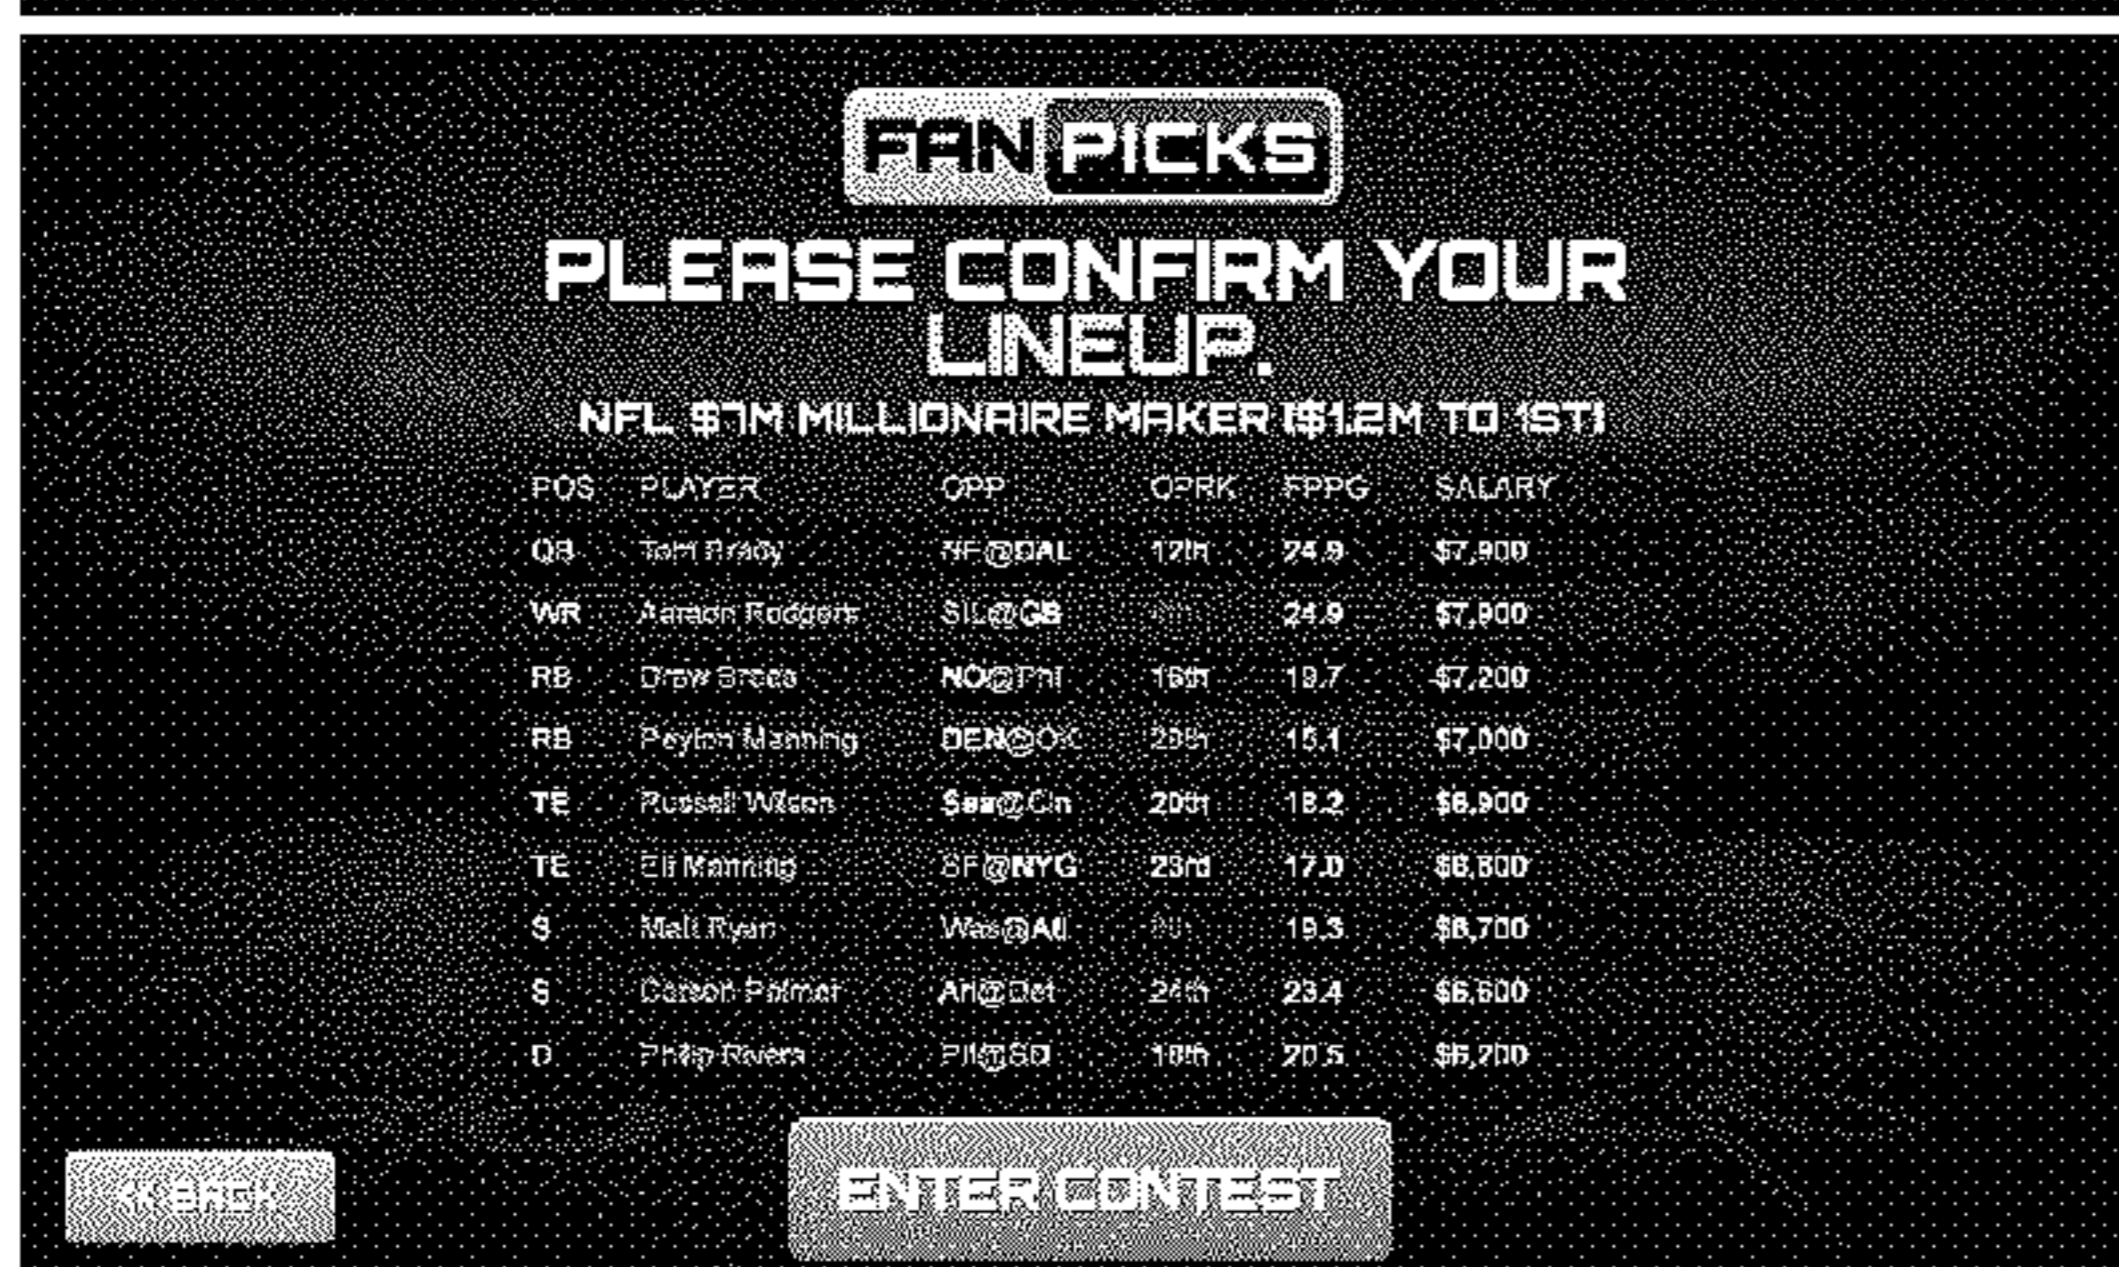 FAN PICKS
PLEASE CONFIRM YOUR
LINEUP.
NFL $7M MILLIONAIRE MAKER ($1.2M TO 1ST)
POS PLAYER OPP OPRK FPPG SALARY
QB Tom Brady NE@DAL 17th 24.9 $7,900
WR Aaraon Rodgers StL@GB 24.9 $7,900
RB Drew Brees NO@Phi 16th 19.7 $7,200
RB Peyton Manning DEN@OK 15.1 $7,000
TE Russell Wilson Sea@Cin 20th 18.2 $6,900
TE Eli Manning SF@NYG 23rd 17.0 $6,800
S Matt Ryan Was@Atl 19.3 $6,700
S Carson Palmer Ari@Det 24th 23.4 $6,600
D Philip Rivers Pit@SD 18th 20.5 $6,200
<< BACK
ENTER CONTEST